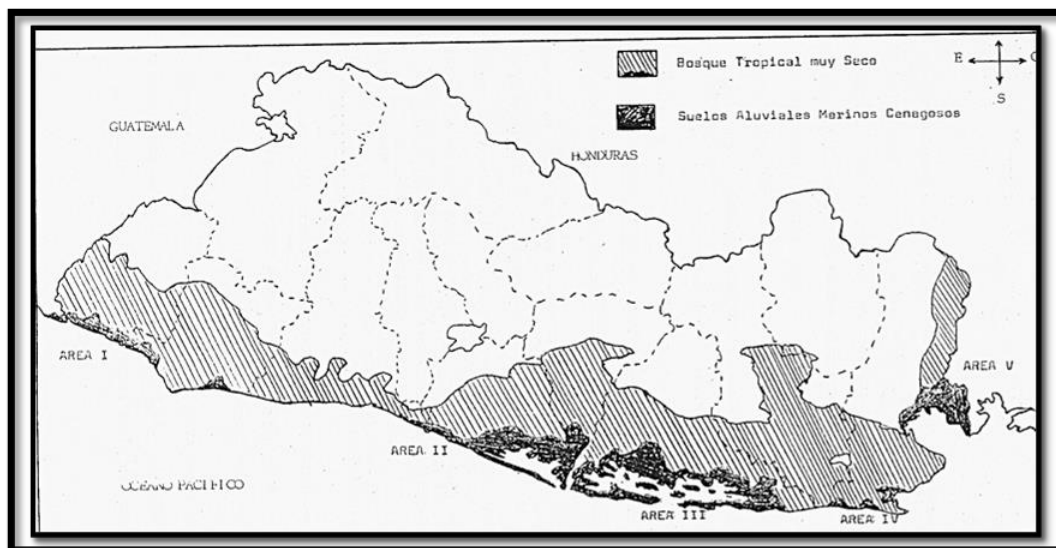 Bosque Tropical muy Seco
E O
S
Suelos Aluviales Marinos Cenagosos
GUATEMALA
HONDURAS
AREA I
AREA V
AREA II
OCEANO PACIFICO
AREA III
AREA IV